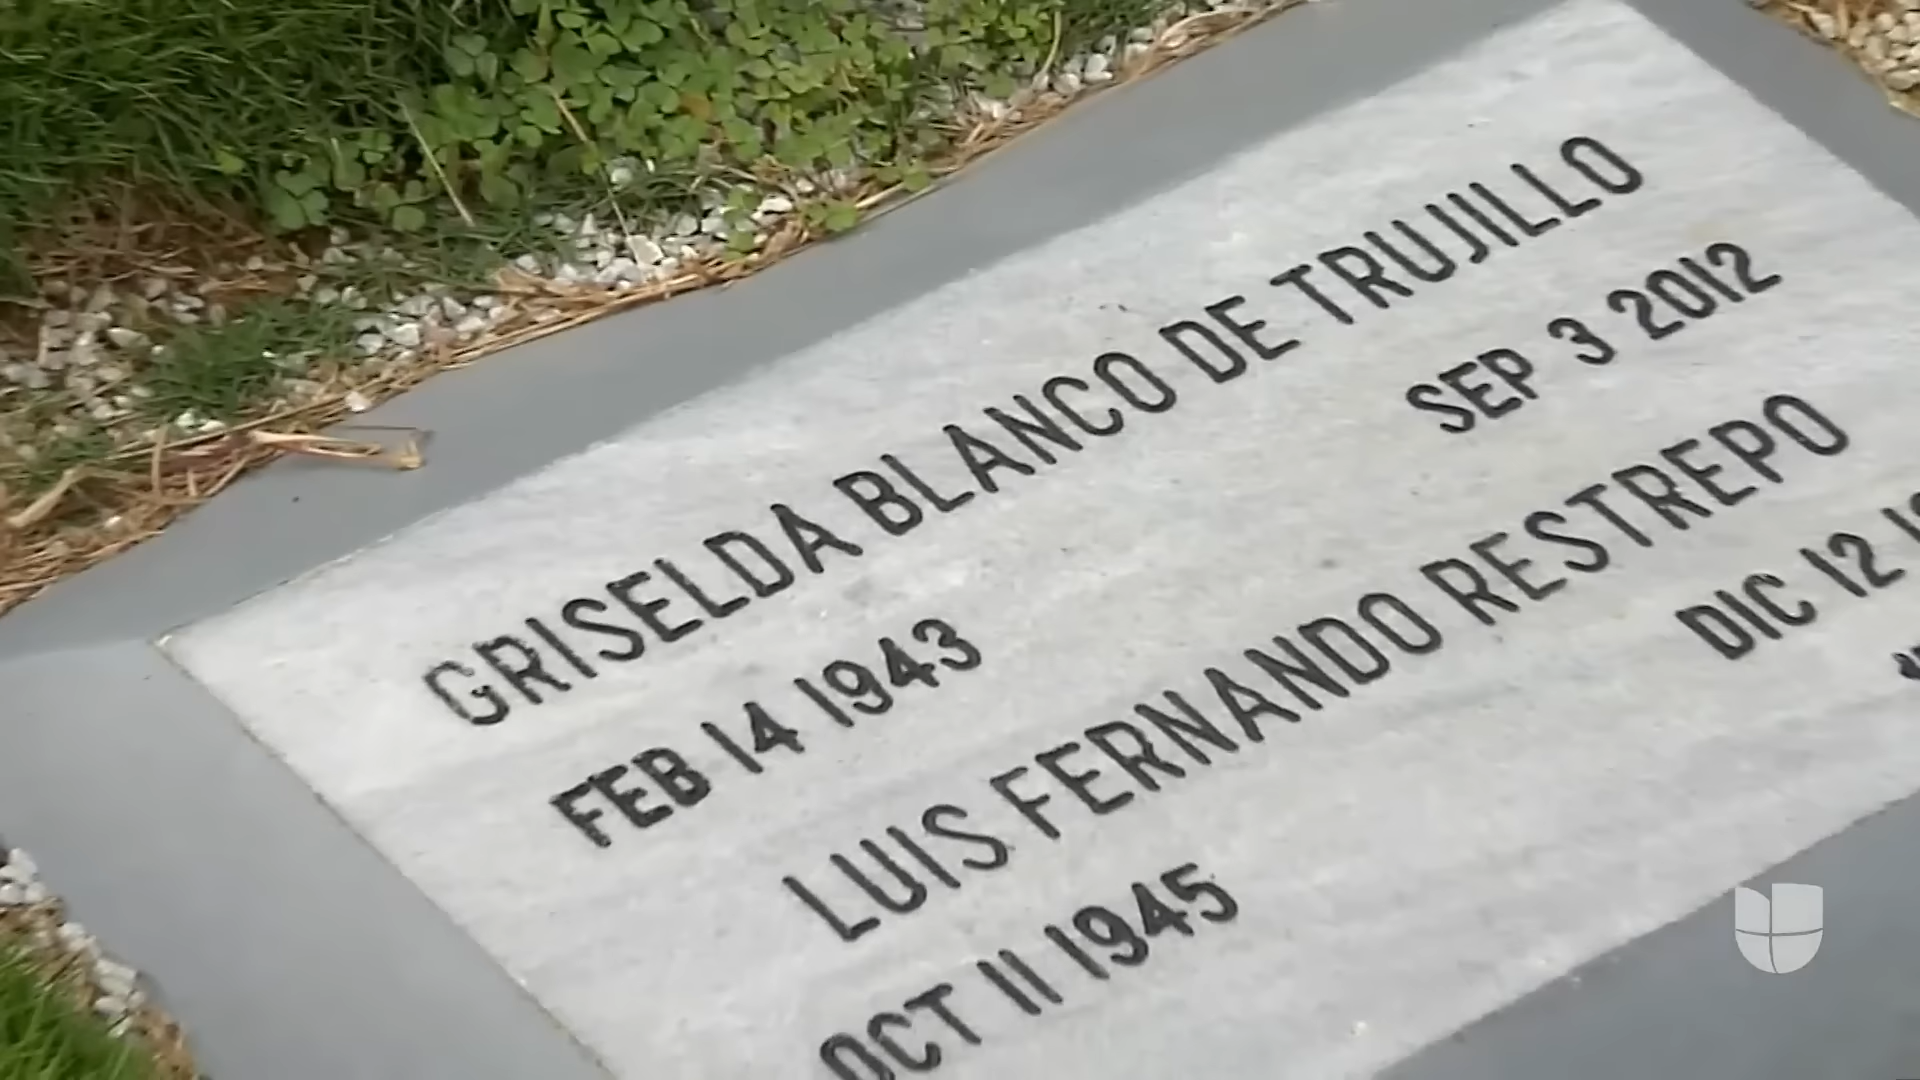 GRISELDA BLANCO DE TRUJILLO
FEB 14 1943 SEP 3 2012
LUIS FERNANDO RESTREPO
OCT 11 1945 DIC 12